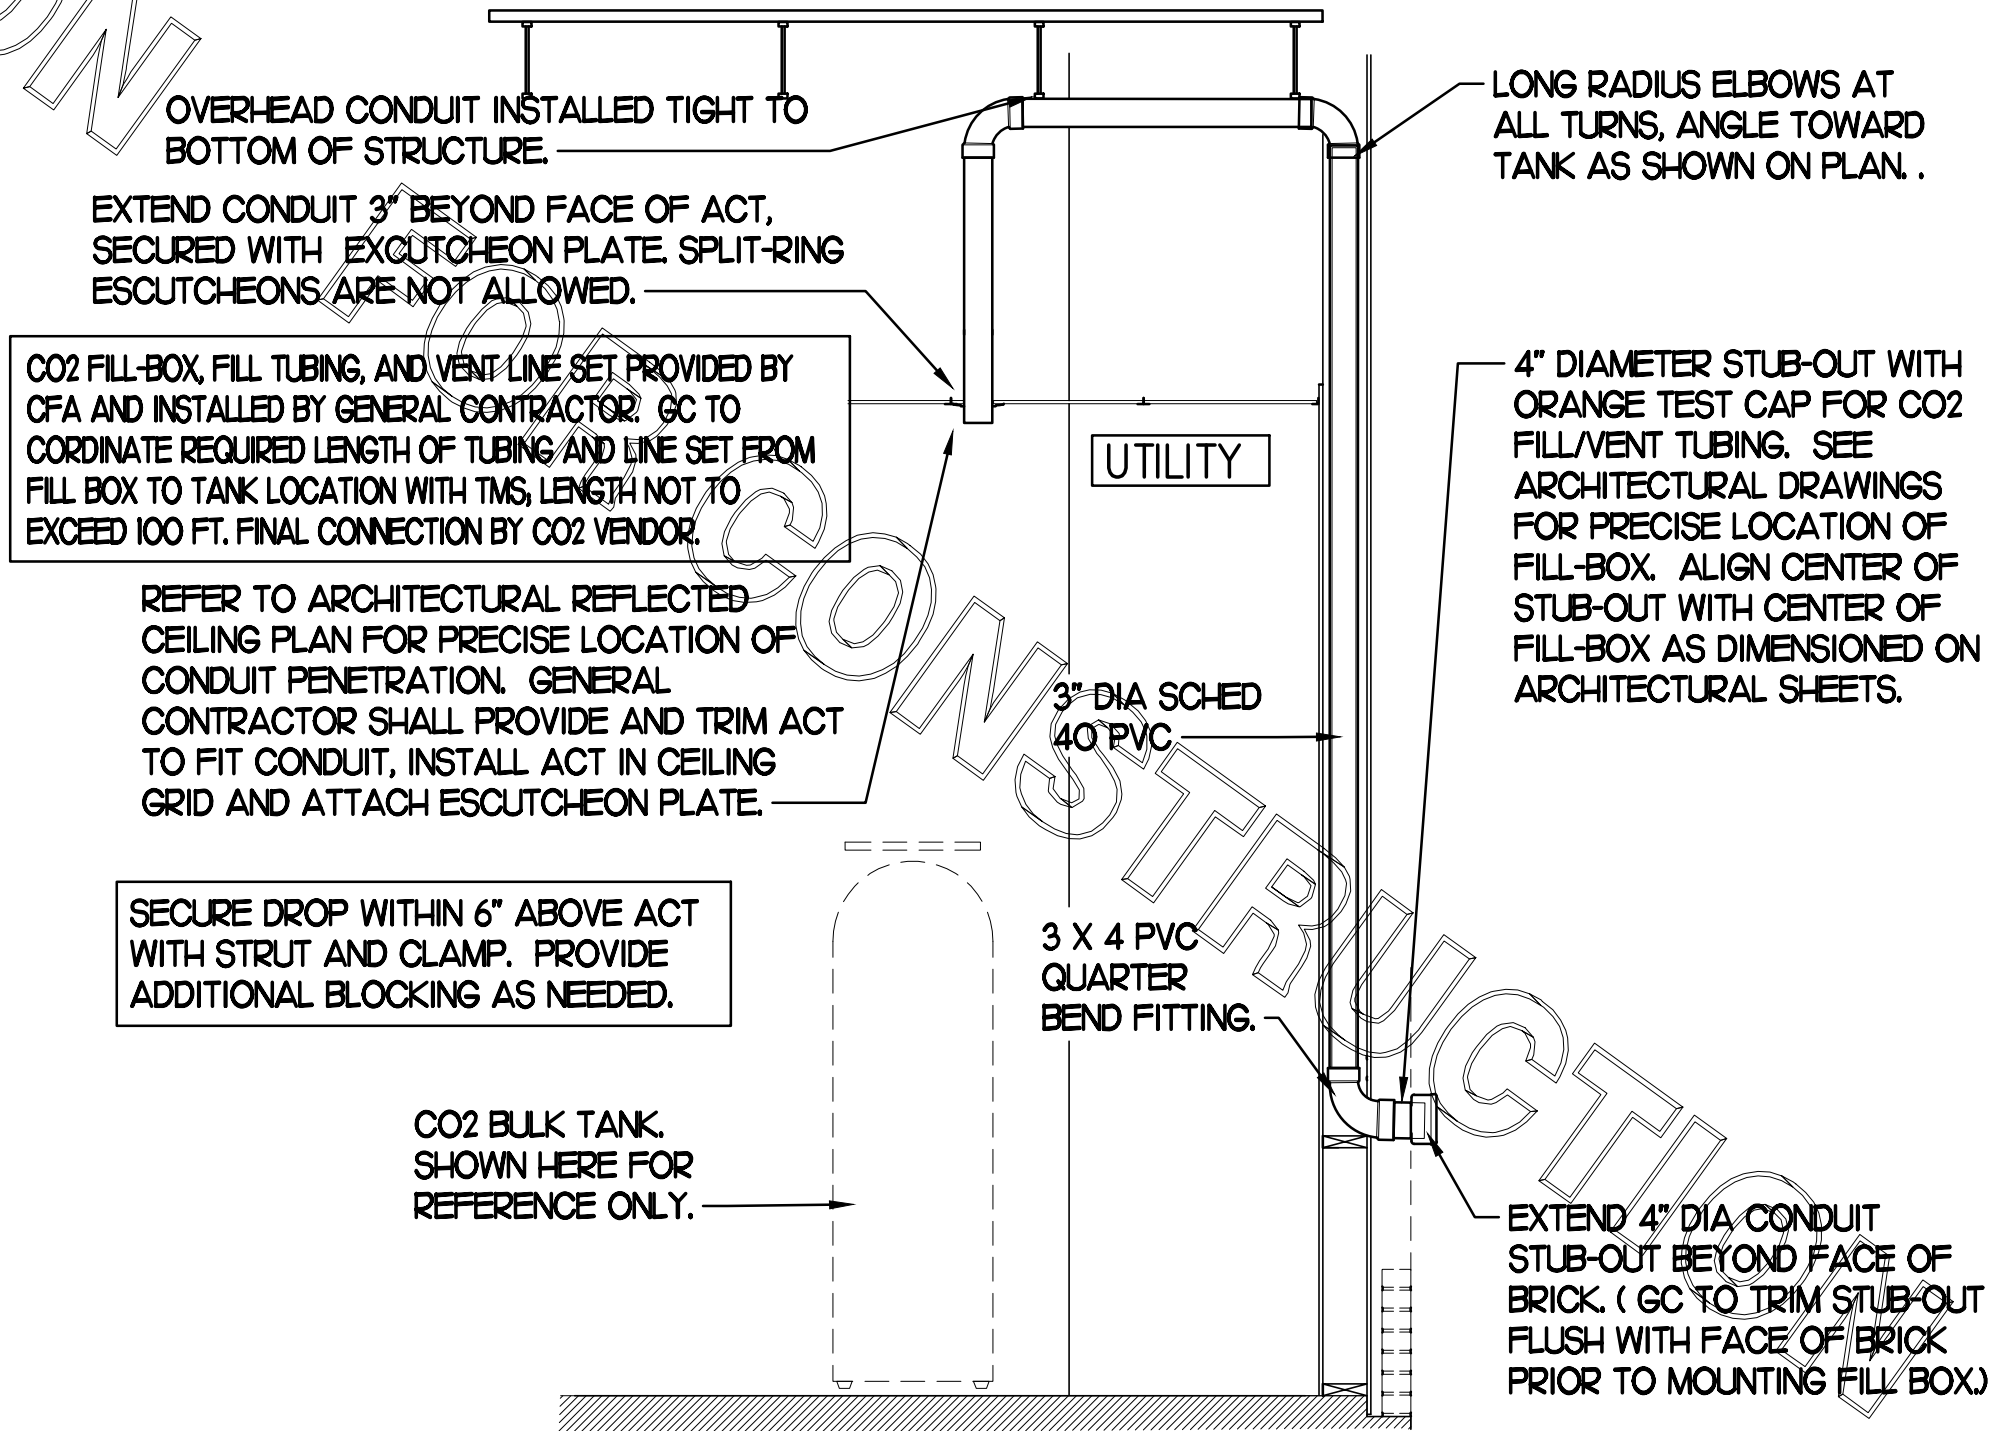 OVERHEAD CONDUIT INSTALLED TIGHT TO
BOTTOM OF STRUCTURE.
EXTEND CONDUIT 3" BEYOND FACE OF ACT,
SECURED WITH EXCUTCHEON PLATE. SPLIT-RING
ESCUTCHEONS ARE NOT ALLOWED.
CO2 FILL-BOX, FILL TUBING, AND VENT LINE SET PROVIDED BY
CFA AND INSTALLED BY GENERAL CONTRACTOR. GC TO
CORDINATE REQUIRED LENGTH OF TUBING AND LINE SET FROM
FILL BOX TO TANK LOCATION WITH TMS; LENGTH NOT TO
EXCEED 100 FT. FINAL CONNECTION BY CO2 VENDOR.
REFER TO ARCHITECTURAL REFLECTED
CEILING PLAN FOR PRECISE LOCATION OF
CONDUIT PENETRATION. GENERAL
CONTRACTOR SHALL PROVIDE AND TRIM ACT
TO FIT CONDUIT, INSTALL ACT IN CEILING
GRID AND ATTACH ESCUTCHEON PLATE.
SECURE DROP WITHIN 6" ABOVE ACT
WITH STRUT AND CLAMP. PROVIDE
ADDITIONAL BLOCKING AS NEEDED.
CO2 BULK TANK.
SHOWN HERE FOR
REFERENCE ONLY.
UTILITY
3" DIA SCHED
40 PVC
3 X 4 PVC
QUARTER
BEND FITTING.
LONG RADIUS ELBOWS AT
ALL TURNS, ANGLE TOWARD
TANK AS SHOWN ON PLAN. .
4" DIAMETER STUB-OUT WITH
ORANGE TEST CAP FOR CO2
FILL/VENT TUBING. SEE
ARCHITECTURAL DRAWINGS
FOR PRECISE LOCATION OF
FILL-BOX. ALIGN CENTER OF
STUB-OUT WITH CENTER OF
FILL-BOX AS DIMENSIONED ON
ARCHITECTURAL SHEETS.
EXTEND 4" DIA CONDUIT
STUB-OUT BEYOND FACE OF
BRICK. ( GC TO TRIM STUB-OUT
FLUSH WITH FACE OF BRICK
PRIOR TO MOUNTING FILL BOX.)
ON
FOR CONSTRUCTION